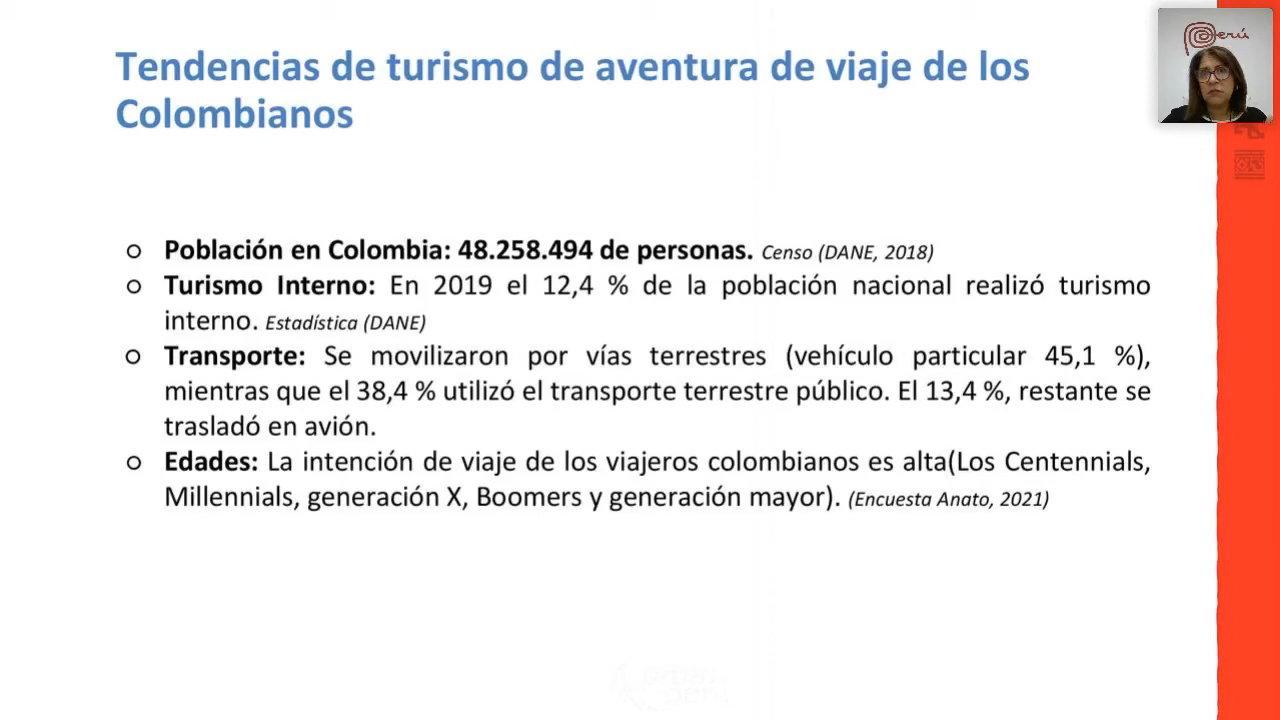 Tendencias de turismo de aventura de viaje de los
Colombianos
Perú
Población en Colombia: 48.258.494 de personas. Censo (DANE, 2018)
Turismo Interno: En 2019 el 12,4 % de la población nacional realizó turismo
interno. Estadística (DANE)
Transporte: Se movilizaron por vías terrestres (vehículo particular 45,1 %),
mientras que el 38,4 % utilizó el transporte terrestre público. El 13,4 %, restante se
trasladó en avión.
Edades: La intención de viaje de los viajeros colombianos es alta(Los Centennials,
Millennials, generación X, Boomers y generación mayor). (Encuesta Anato, 2021)